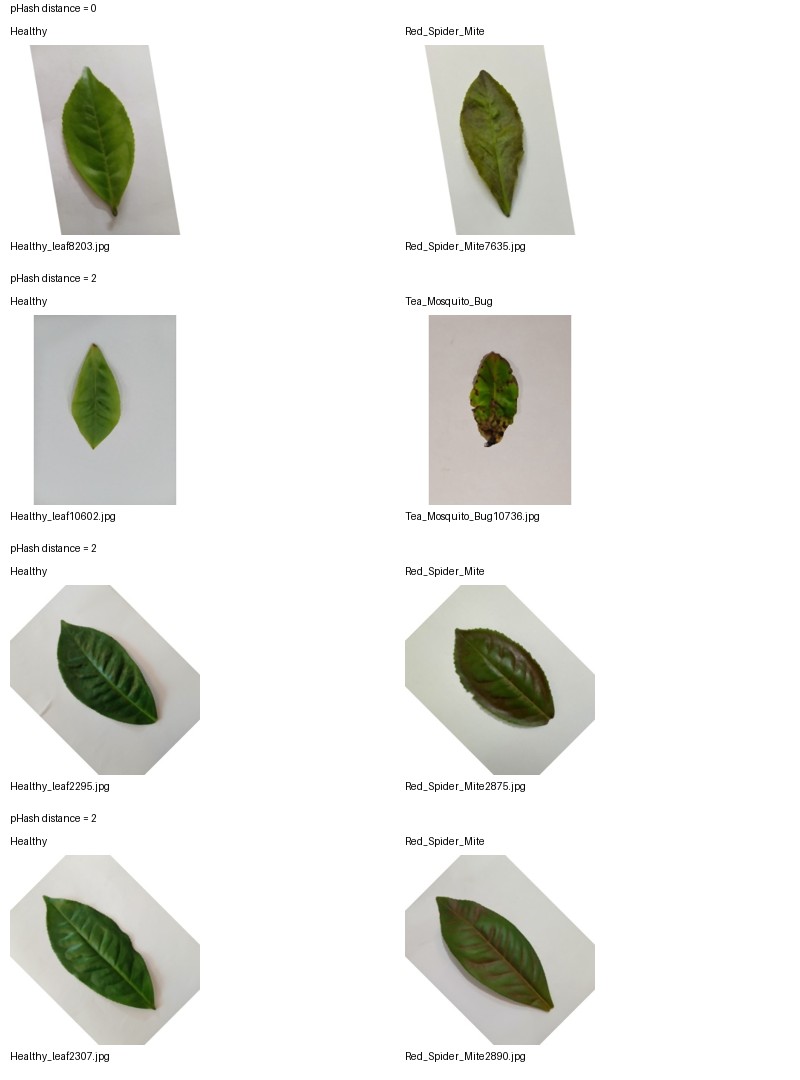 pHash distance = 0
Healthy
Red_Spider_Mite
Healthy_leaf8203.jpg
Red_Spider_Mite7635.jpg
pHash distance = 2
Healthy
Tea_Mosquito_Bug
Healthy_leaf10602.jpg
Tea_Mosquito_Bug10736.jpg
pHash distance = 2
Healthy
Red_Spider_Mite
Healthy_leaf2295.jpg
Red_Spider_Mite2875.jpg
pHash distance = 2
Healthy
Red_Spider_Mite
Healthy_leaf2307.jpg
Red_Spider_Mite2890.jpg